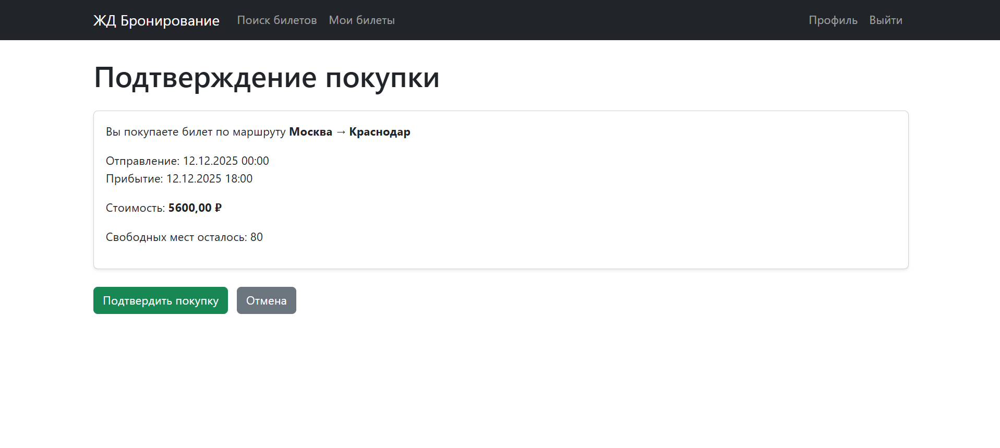 ЖД Бронирование Поиск билетов Мои билеты Профиль Выйти
Подтверждение покупки
Вы покупаете билет по маршруту Москва → Краснодар
Отправление: 12.12.2025 00:00
Прибытие: 12.12.2025 18:00
Стоимость: 5600,00 ₽
Свободных мест осталось: 80
Подтвердить покупку Отмена